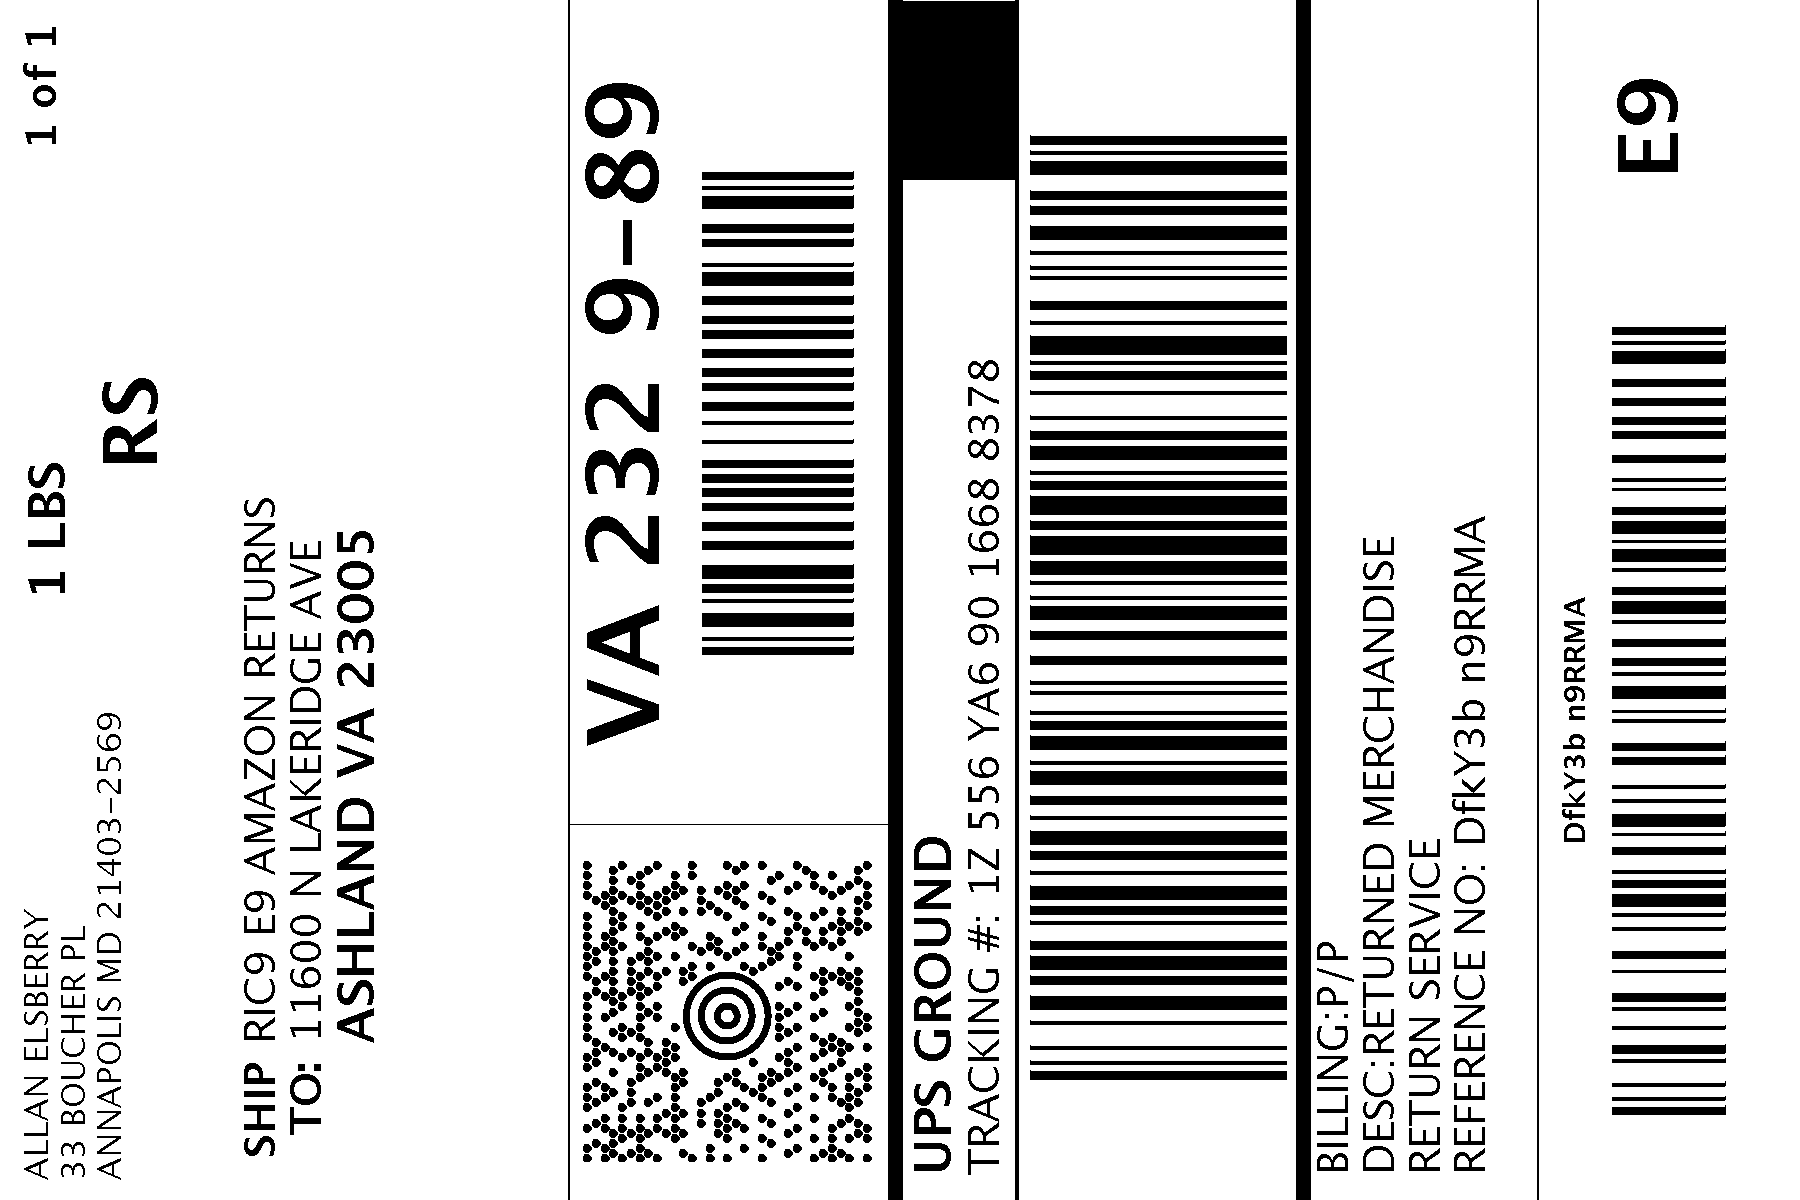 ALLAN ELSBERRY
33 BOUCHER PL
ANNAPOLIS MD 21403-2569
1 LBS
1 of 1
RS
SHIP RIC9 E9 AMAZON RETURNS
TO: 11600 N LAKERIDGE AVE
ASHLAND VA 23005
VA 232 9-89
UPS GROUND
TRACKING #: 1Z 556 YA6 90 1668 8378
BILLING:P/P
DESC:RETURNED MERCHANDISE
RETURN SERVICE
REFERENCE NO: DfkY3b n9RRMA
DfkY3b n9RRMA
E9